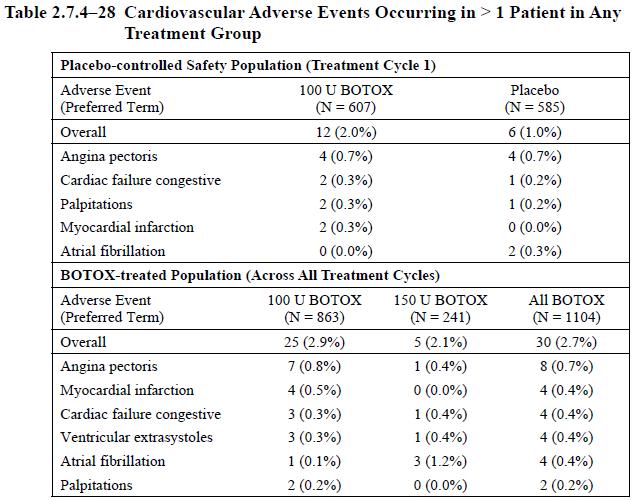 Table 2.7.4–28 Cardiovascular Adverse Events Occurring in > 1 Patient in Any
Treatment Group
Placebo-controlled Safety Population (Treatment Cycle 1)
Adverse Event 100 U BOTOX Placebo
(Preferred Term) (N = 607) (N = 585)
Overall 12 (2.0%) 6 (1.0%)
Angina pectoris 4 (0.7%) 4 (0.7%)
Cardiac failure congestive 2 (0.3%) 1 (0.2%)
Palpitations 2 (0.3%) 1 (0.2%)
Myocardial infarction 2 (0.3%) 0 (0.0%)
Atrial fibrillation 0 (0.0%) 2 (0.3%)
BOTOX-treated Population (Across All Treatment Cycles)
Adverse Event 100 U BOTOX 150 U BOTOX All BOTOX
(Preferred Term) (N = 863) (N = 241) (N = 1104)
Overall 25 (2.9%) 5 (2.1%) 30 (2.7%)
Angina pectoris 7 (0.8%) 1 (0.4%) 8 (0.7%)
Myocardial infarction 4 (0.5%) 0 (0.0%) 4 (0.4%)
Cardiac failure congestive 3 (0.3%) 1 (0.4%) 4 (0.4%)
Ventricular extrasystoles 3 (0.3%) 1 (0.4%) 4 (0.4%)
Atrial fibrillation 1 (0.1%) 3 (1.2%) 4 (0.4%)
Palpitations 2 (0.2%) 0 (0.0%) 2 (0.2%)